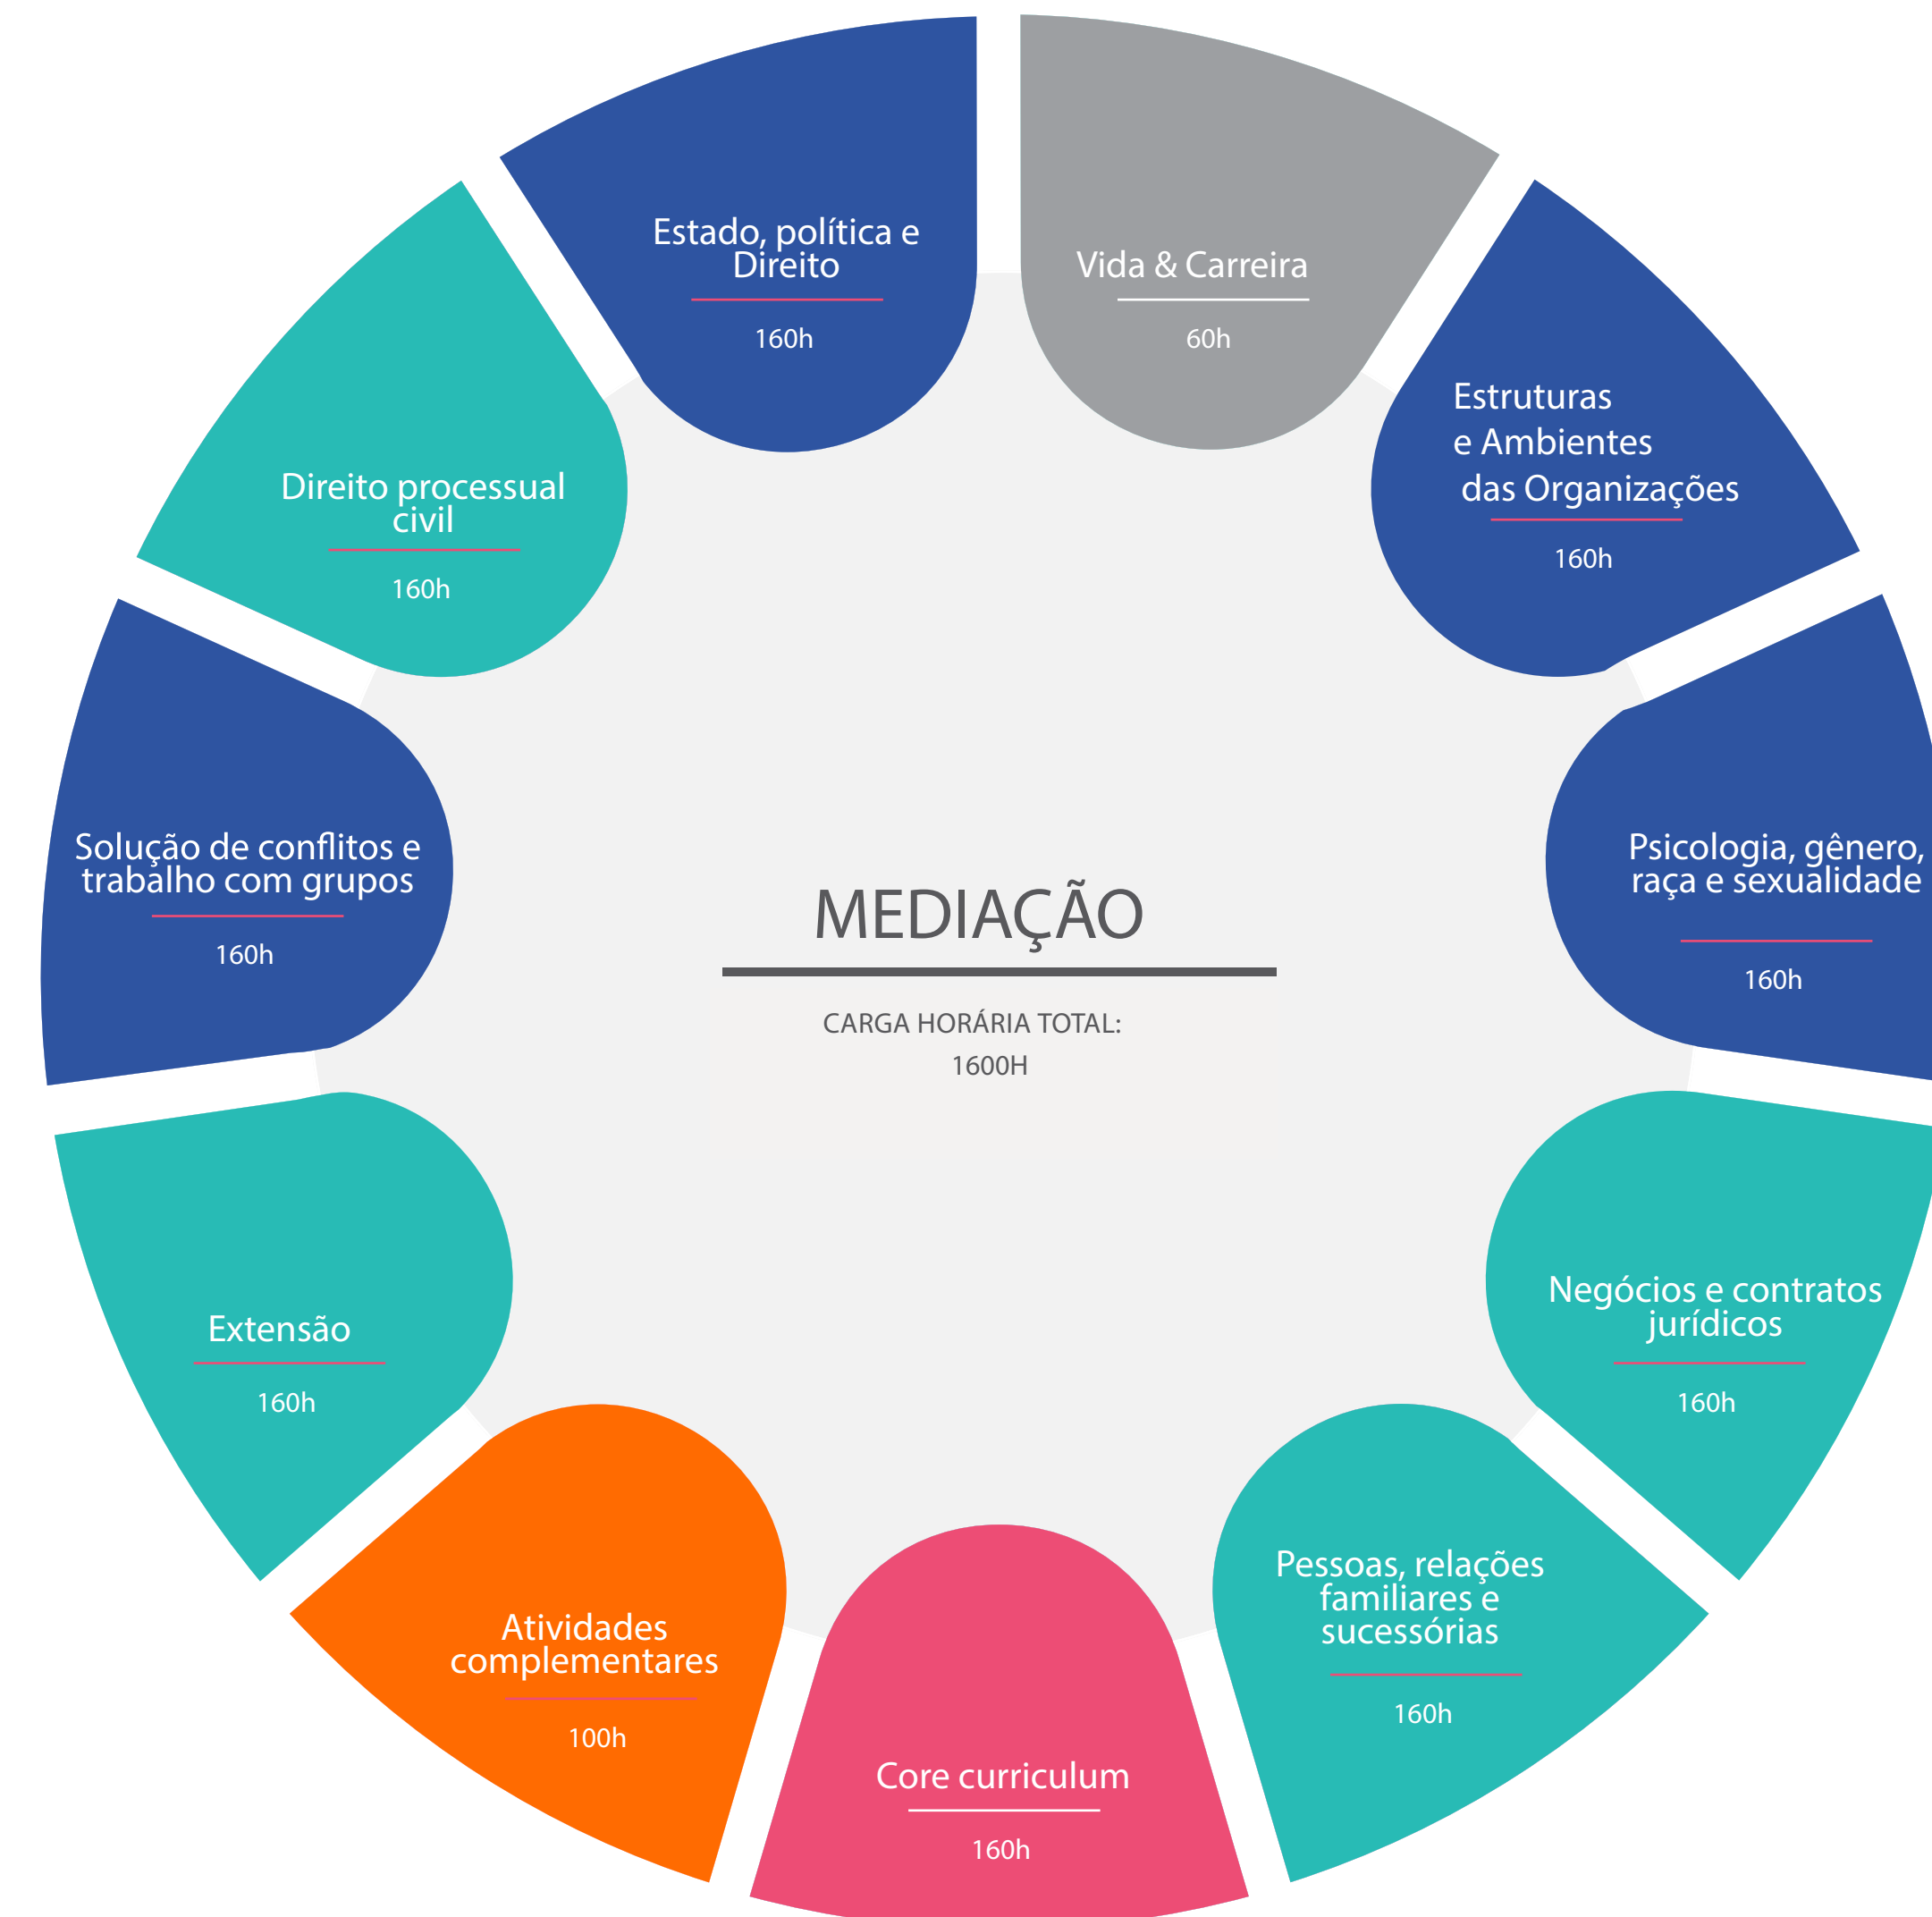 Estado, política e
Direito
160h
Vida & Carreira
60h
Estruturas
e Ambientes
das Organizações
160h
Psicologia, gênero,
raça e sexualidade
160h
Negócios e contratos
jurídicos
160h
Pessoas, relações
familiares e
sucessórias
160h
Core curriculum
160h
Atividades
complementares
100h
Extensão
160h
Solução de conflitos e
trabalho com grupos
160h
Direito processual
civil
160h
MEDIAÇÃO
CARGA HORÁRIA TOTAL:
1600H